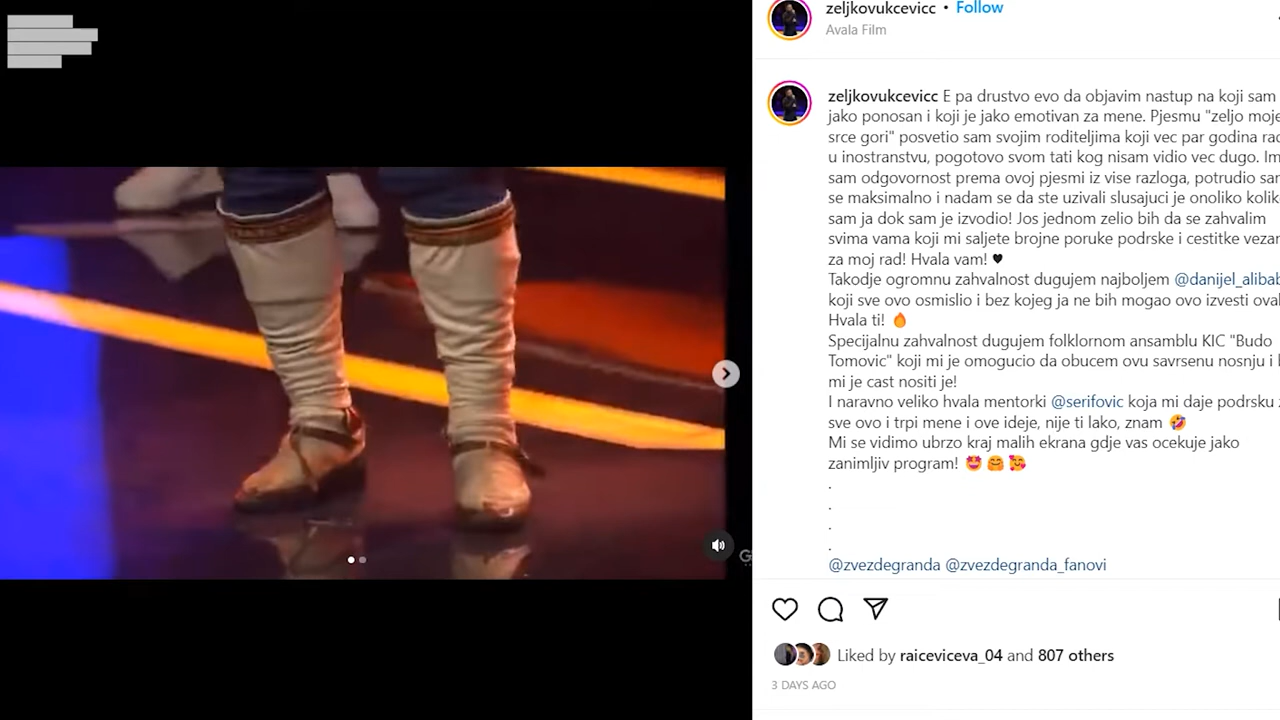 zeljkovukcevicc • Follow
Avala Film
zeljkovukcevicc E pa drustvo evo da objavim nastup na koji sam
jako ponosan i koji je jako emotivan za mene. Pjesmu "zeljo moje
srce gori" posvetio sam svojim roditeljima koji vec par godina rad
u inostranstvu, pogotovo svom tati kog nisam vidio vec dugo. Im
sam odgovornost prema ovoj pjesmi iz vise razloga, potrudio sam
se maksimalno i nadam se da ste uzivali slusajuci je onoliko kolik
sam ja dok sam je izvodio! Jos jednom zelio bih da se zahvalim
svima vama koji mi saljete brojne poruke podrske i cestitke vezan
za moj rad! Hvala vam! ♥
Takodje ogromnu zahvalnost dugujem najboljem @danijel_alibab
koji sve ovo osmislio i bez kojeg ja ne bih mogao ovo izvesti oval
Hvala ti! 🔥
Specijalnu zahvalnost dugujem folklornom ansamblu KIC "Budo
Tomovic" koji mi je omogucio da obucem ovu savrsenu nosnju i
mi je cast nositi je!
I naravno veliko hvala mentorki @serifovic koja mi daje podrsku
sve ovo i trpi mene i ove ideje, nije ti lako, znam 🤣
Mi se vidimo ubrzo kraj malih ekrana gdje vas ocekuje jako
zanimljiv program! 🤩🤗🥰
.
.
.
.
@zvezdegranda @zvezdegranda_fanovi
Liked by raiceviceva_04 and 807 others
3 DAYS AGO